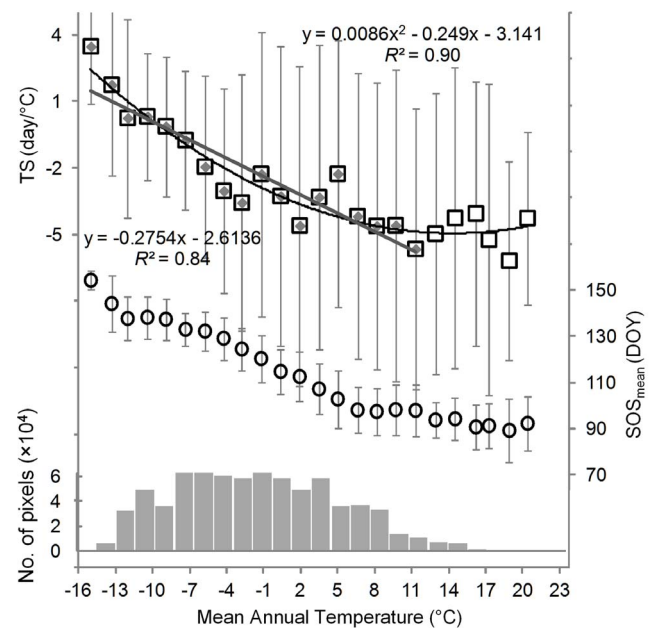 y = 0.0086x² - 0.249x - 3.141
R² = 0.90
4
1
-2
-5
TS (day/°C)
y = -0.2754x - 2.6136
R² = 0.84
150
130
110
90
70
SOSmean (DOY)
6
4
2
0
No. of pixels (×10⁴)
-16 -13 -10 -7 -4 -1 2 5 8 11 14 17 20 23
Mean Annual Temperature (°C)